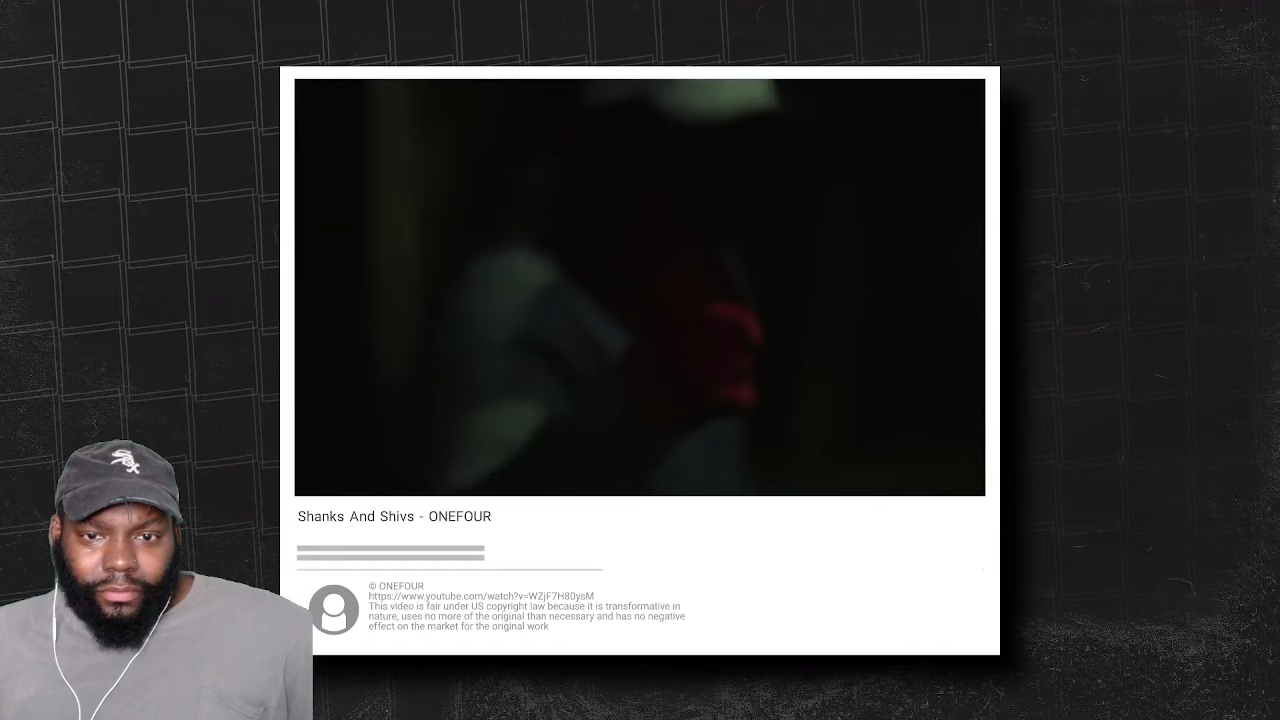 Shanks And Shivs - ONEFOUR
© ONEFOUR
https://www.youtube.com/watch?v=WZjF7H80ysM
This video is fair under US copyright law because it is transformative in
nature, uses no more of the original than necessary and has no negative
effect on the market for the original work
Sox